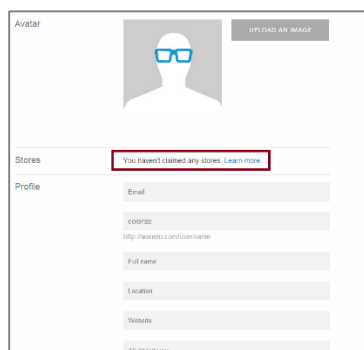 Avatar
UPLOAD AN IMAGE
Stores
You haven't claimed any stores. Learn more.
Profile
Email
colorize
http://wanelo.com/username
Full name
Location
Website